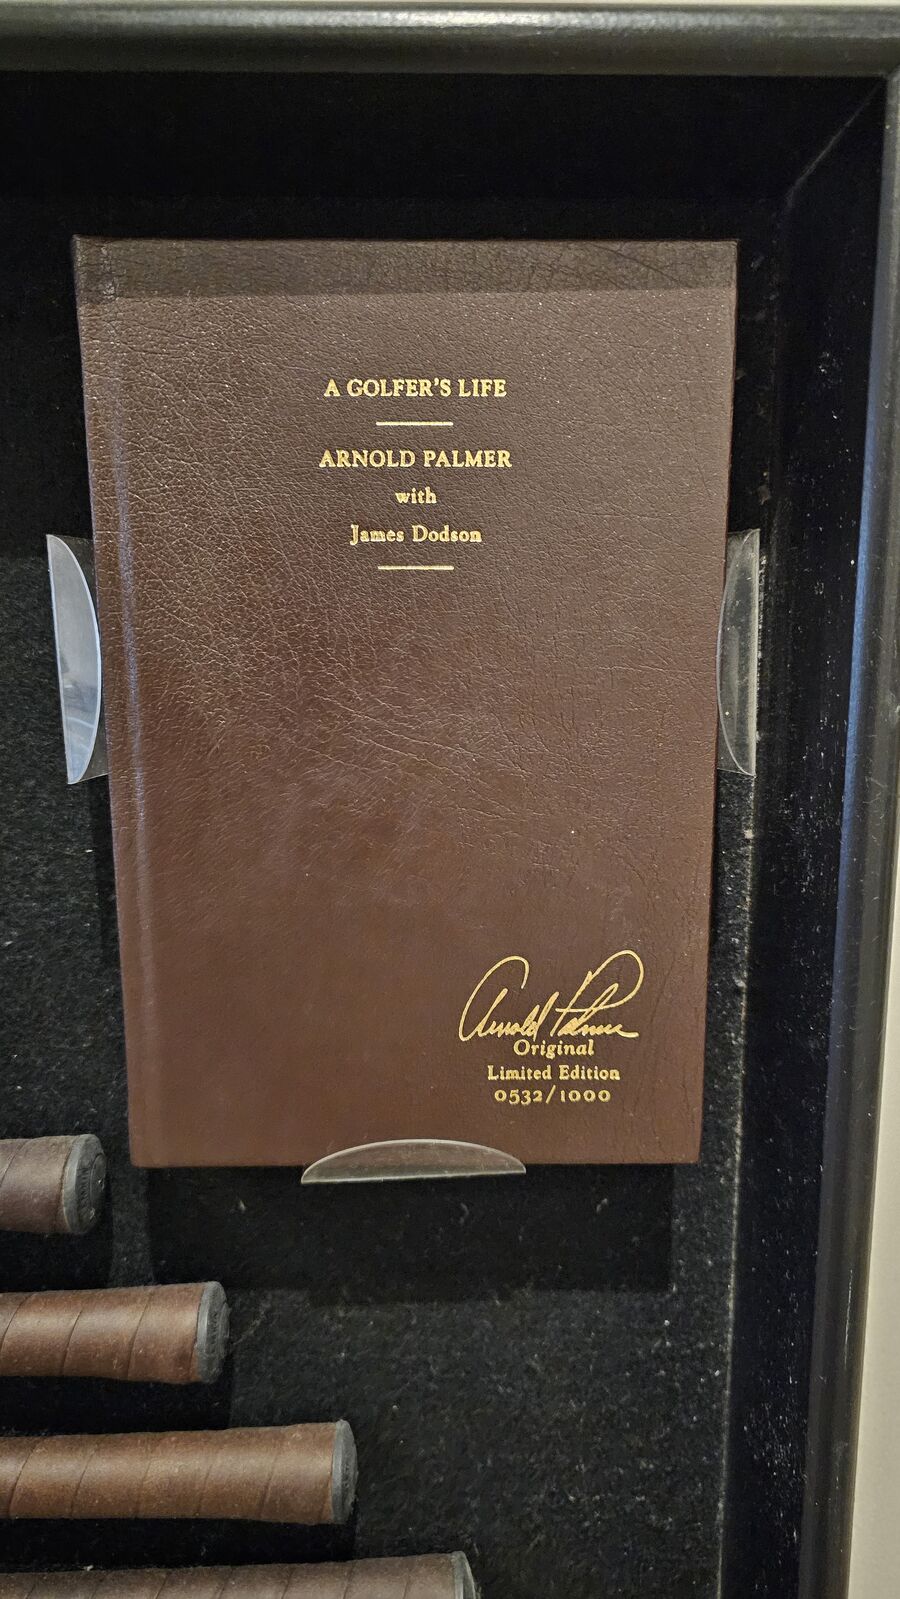 A GOLFER'S LIFE
ARNOLD PALMER
with
James Dodson
Arnold Palmer
Original
Limited Edition
0532/1000